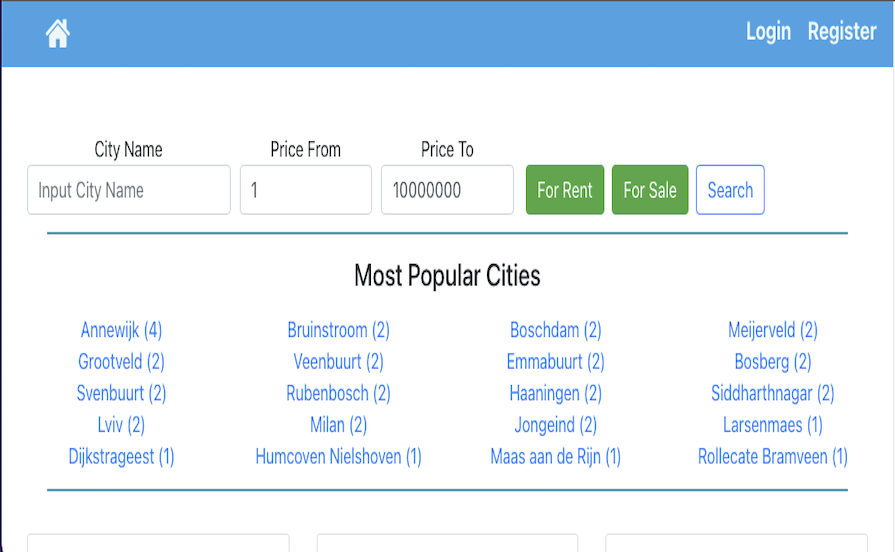 Login Register
City Name Price From Price To
Input City Name 1 10000000 For Rent For Sale Search
Most Popular Cities
Annewijk (4) Bruinstroom (2) Boschdam (2) Meijerveld (2)
Grootveld (2) Veenbuurt (2) Emmabuurt (2) Bosberg (2)
Svenbuurt (2) Rubenbosch (2) Haaningen (2) Siddharthnagar (2)
Lviv (2) Milan (2) Jongeind (2) Larsenmaes (1)
Dijkstrageest (1) Humcoven Nielshoven (1) Maas aan de Rijn (1) Rollecate Bramveen (1)